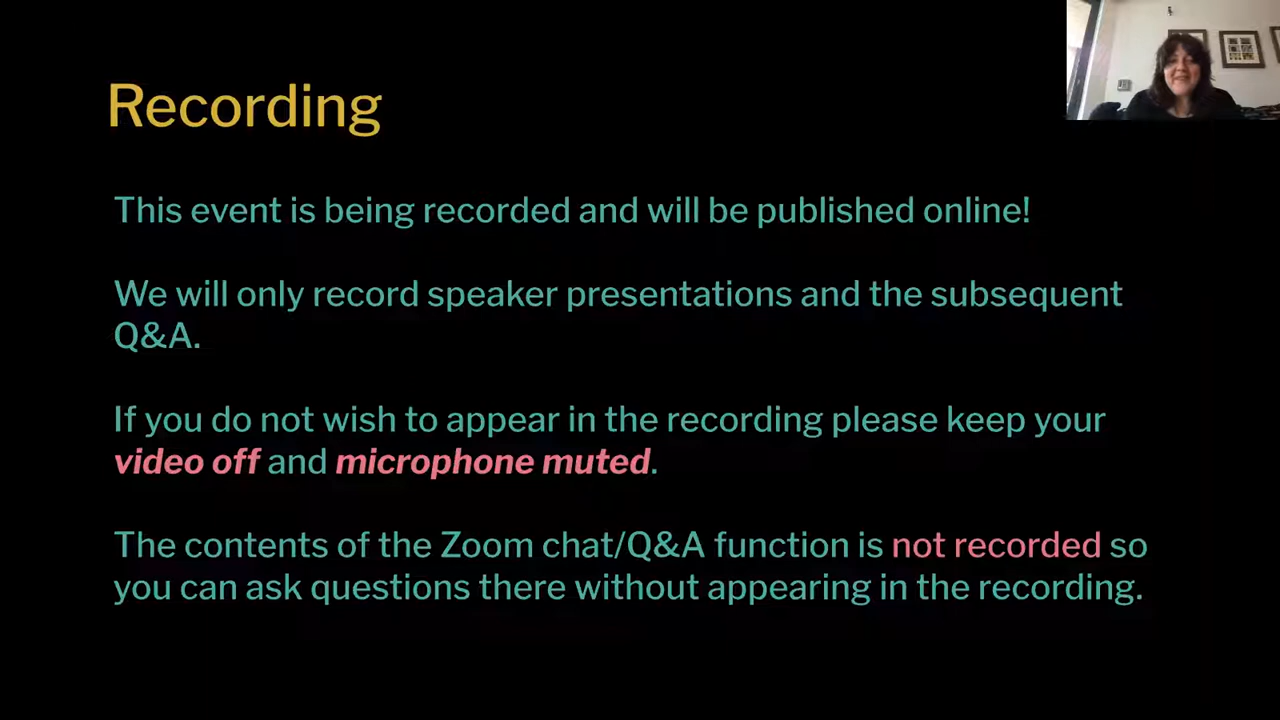 Recording
This event is being recorded and will be published online!
We will only record speaker presentations and the subsequent
Q&A.
If you do not wish to appear in the recording please keep your
video off and microphone muted.
The contents of the Zoom chat/Q&A function is not recorded so
you can ask questions there without appearing in the recording.